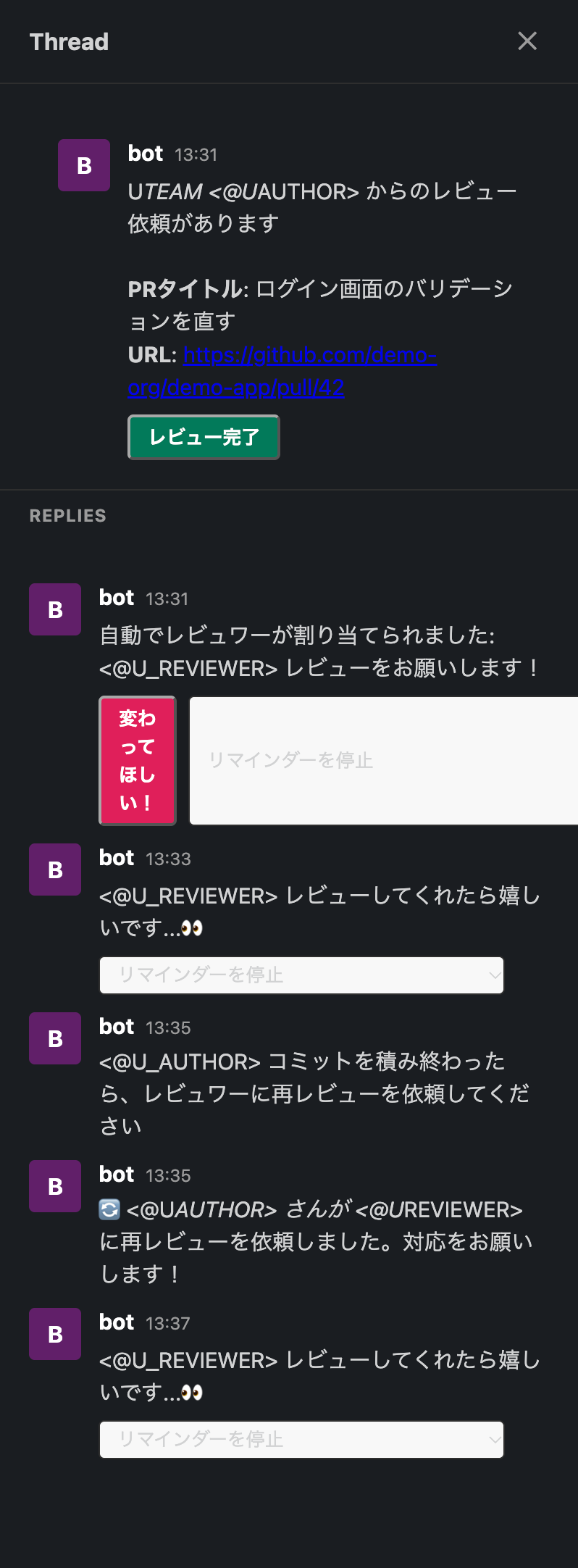 Thread
B
bot 13:31
UTEAM <@UAUTHOR> からのレビュー
依頼があります
PRタイトル: ログイン画面のバリデーシ
ョンを直す
URL: https://github.com/demo-
org/demo-app/pull/42
レビュー完了
REPLIES
B
bot 13:31
自動でレビュワーが割り当てられました:
<@U_REVIEWER> レビューをお願いします！
変わ
って
ほし
い！
リマインダーを停止
B
bot 13:33
<@U_REVIEWER> レビューしてくれたら嬉し
いです...👀
リマインダーを停止
B
bot 13:35
<@U_AUTHOR> コミットを積み終わった
ら、レビュワーに再レビューを依頼してくだ
さい
B
bot 13:35
🔄 <@UAUTHOR> さんが <@UREVIEWER>
に再レビューを依頼しました。対応をお願い
します！
B
bot 13:37
<@U_REVIEWER> レビューしてくれたら嬉し
いです...👀
リマインダーを停止